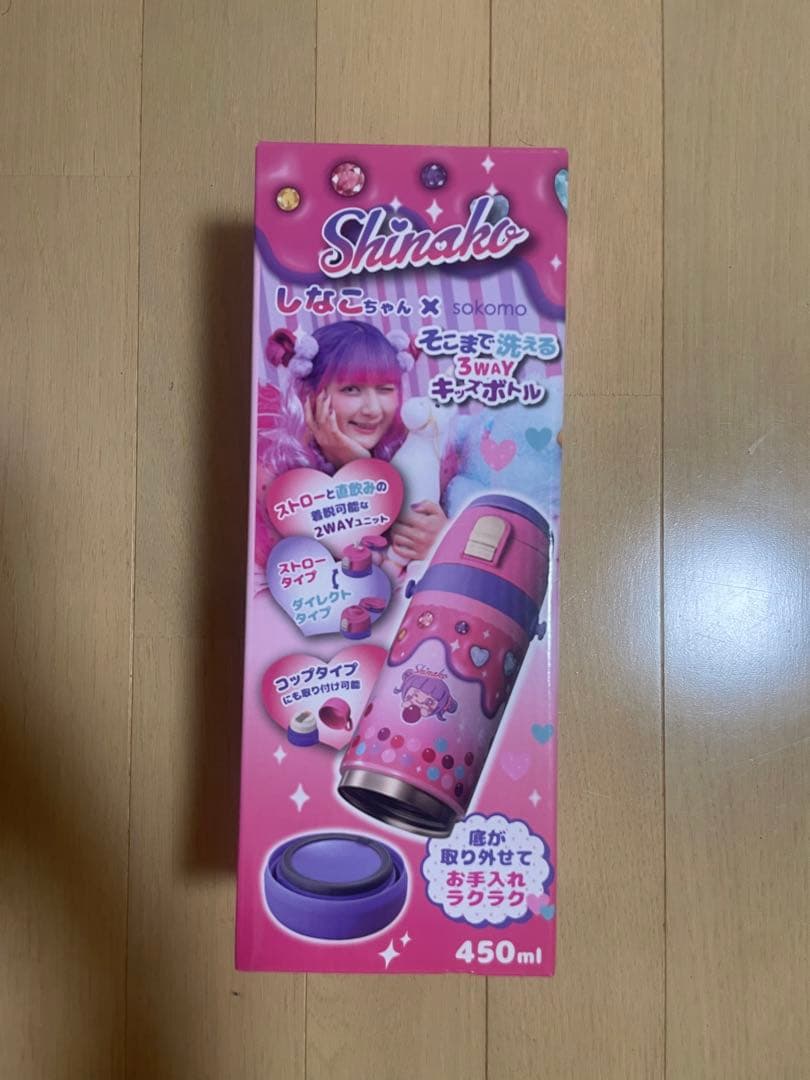 Shinako
しなこちゃん × sokomo
そこまで洗える
3WAY
キッズボトル
ストローと直飲みの
着脱可能な
2WAYユニット
ストロー
タイプ
ダイレクト
タイプ
コップタイプ
にも取り付け可能
Shinako
底が
取り外せて
お手入れ
ラクラク
450ml